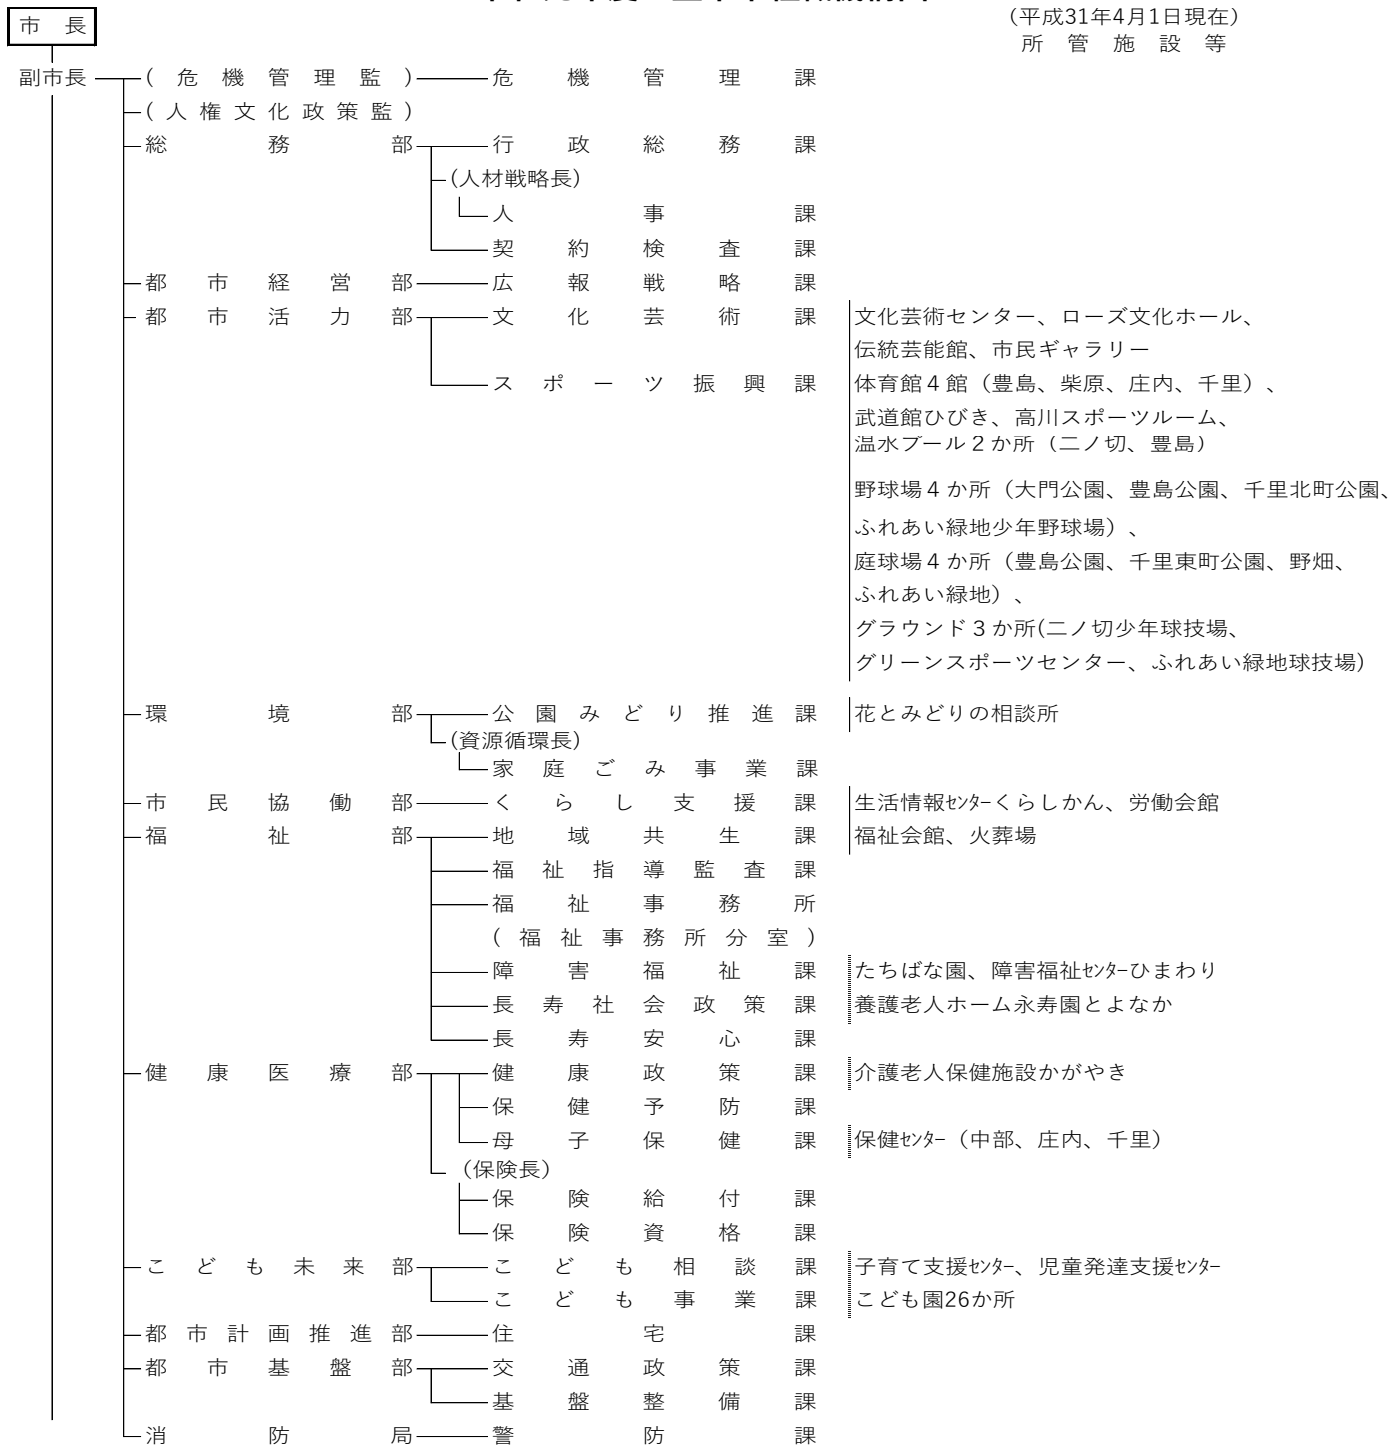 (平成31年4月1日現在)
市長
所管施設等
副市長 (危機管理監) 危機管理課
(人権文化政策監)
総務部 行政総務課
(人材戦略長)
人事課
契約検査課
都市経営部 広報戦略課
都市活力部 文化芸術課 文化芸術センター、ローズ文化ホール、
伝統芸能館、市民ギャラリー
スポーツ振興課 体育館４館（豊島、柴原、庄内、千里）、
武道館ひびき、高川スポーツルーム、
温水プール２か所（二ノ切、豊島）
野球場４か所（大門公園、豊島公園、千里北町公園、
ふれあい緑地少年野球場）、
庭球場４か所（豊島公園、千里東町公園、野畑、
ふれあい緑地）、
グラウンド３か所(二ノ切少年球技場、
グリーンスポーツセンター、ふれあい緑地球技場)
環境部 公園みどり推進課 花とみどりの相談所
(資源循環長)
家庭ごみ事業課
市民協働部 くらし支援課 生活情報ｾﾝﾀｰくらしかん、労働会館
福祉部 地域共生課 福祉会館、火葬場
福祉指導監査課
福祉事務所
(福祉事務所分室)
障害福祉課 たちばな園、障害福祉ｾﾝﾀｰひまわり
長寿社会政策課 養護老人ホーム永寿園とよなか
長寿安心課
健康医療部 健康政策課 介護老人保健施設かがやき
保健予防課
母子保健課 保健ｾﾝﾀｰ（中部、庄内、千里）
(保険長)
保険給付課
保険資格課
こども未来部 こども相談課 子育て支援ｾﾝﾀｰ、児童発達支援ｾﾝﾀｰ
こども事業課 こども園26か所
都市計画推進部 住宅課
都市基盤部 交通政策課
基盤整備課
消防局 警防課